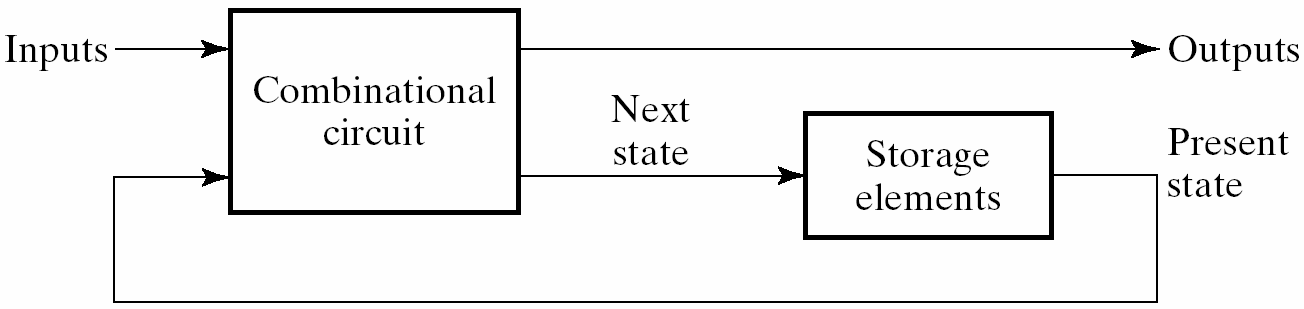 Inputs
Combinational
circuit
Outputs
Next
state
Storage
elements
Present
state